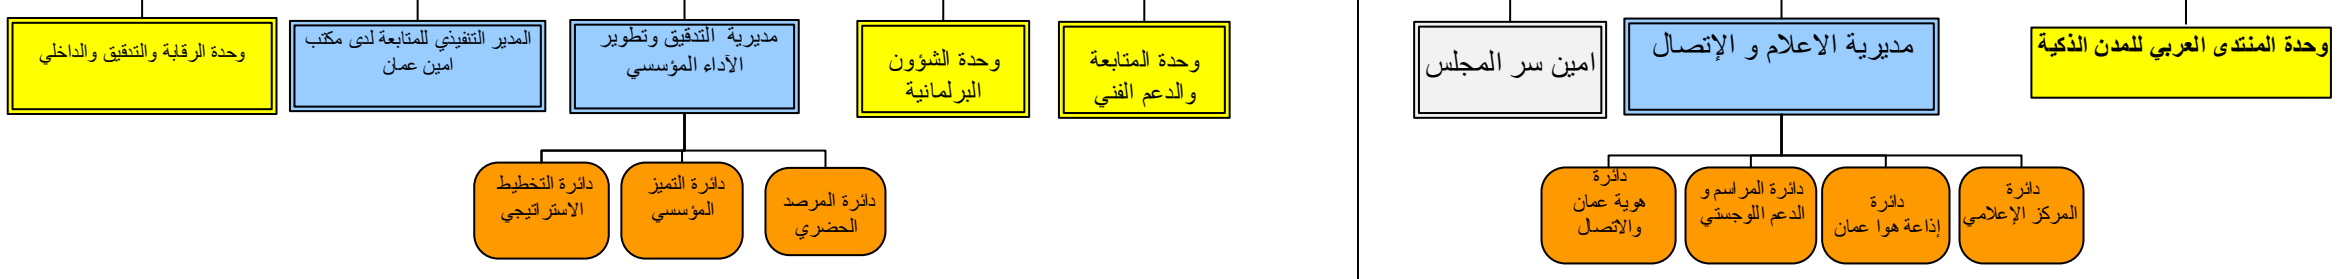 وحدة المنتدى العربي للمدن الذكية
مديرية الاعلام و الإتصال
امين سر المجلس
وحدة المتابعة
والدعم الفني
وحدة الشؤون
البرلمانية
مديرية التدقيق وتطوير
الآداء المؤسسي
المدير التنفيذي للمتابعة لدى مكتب
امين عمان
وحدة الرقابة والتدقيق والداخلي
دائرة
المركز الإعلامي
دائرة
إذاعة هوا عمان
دائرة المراسم و
الدعم اللوجستي
دائرة
هوية عمان
والاتصال
دائرة المرصد
الحضري
دائرة التميز
المؤسسي
دائرة التخطيط
الاستراتيجي